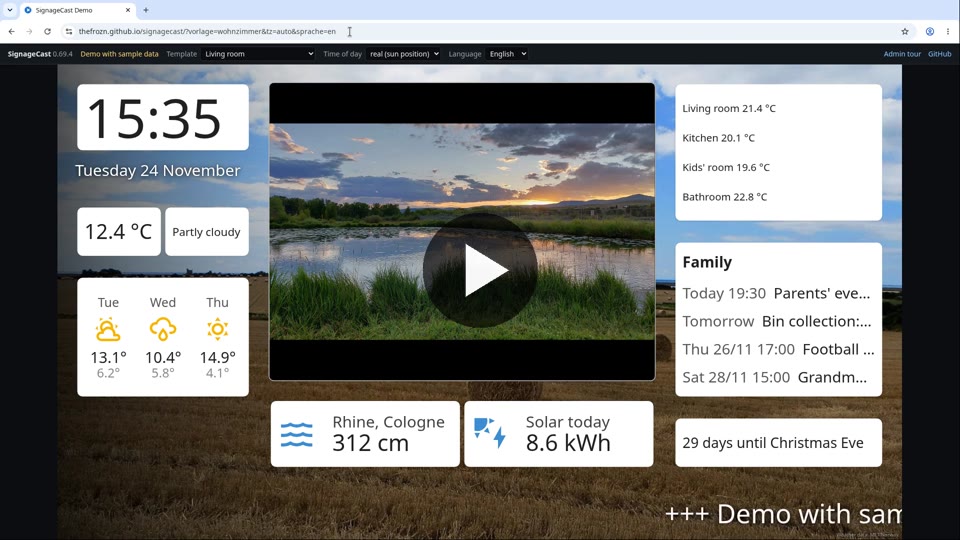 SignageCast Demo
thefrozn.github.io/signagecast/?vorlage=wohnzimmer&tz=auto&sprache=en
SignageCast 0.69.4 Demo with sample data Template Living room Time of day real (sun position) Language English Admin tour GitHub
15:35
Tuesday 24 November
12.4 °C
Partly cloudy
Tue Wed Thu
13.1° 10.4° 14.9°
6.2° 5.8° 4.1°
Rhine, Cologne
312 cm
Solar today
8.6 kWh
Living room 21.4 °C
Kitchen 20.1 °C
Kids' room 19.6 °C
Bathroom 22.8 °C
Family
Today 19:30 Parents' eve...
Tomorrow Bin collection:...
Thu 26/11 17:00 Football ...
Sat 28/11 15:00 Grandm...
29 days until Christmas Eve
+++ Demo with sam